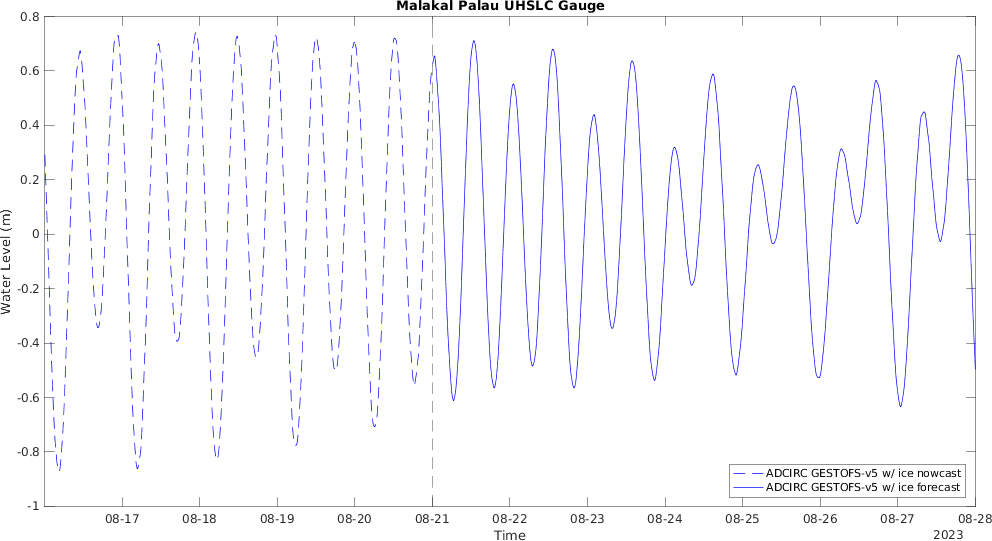 Malakal Palau UHSLC Gauge
0.8
0.6
0.4
0.2
0
-0.2
-0.4
-0.6
-0.8
-1
Water Level (m)
ADCIRC GESTOFS-v5 w/ ice nowcast
ADCIRC GESTOFS-v5 w/ ice forecast
08-17 08-18 08-19 08-20 08-21 08-22 08-23 08-24 08-25 08-26 08-27 08-28
Time
2023